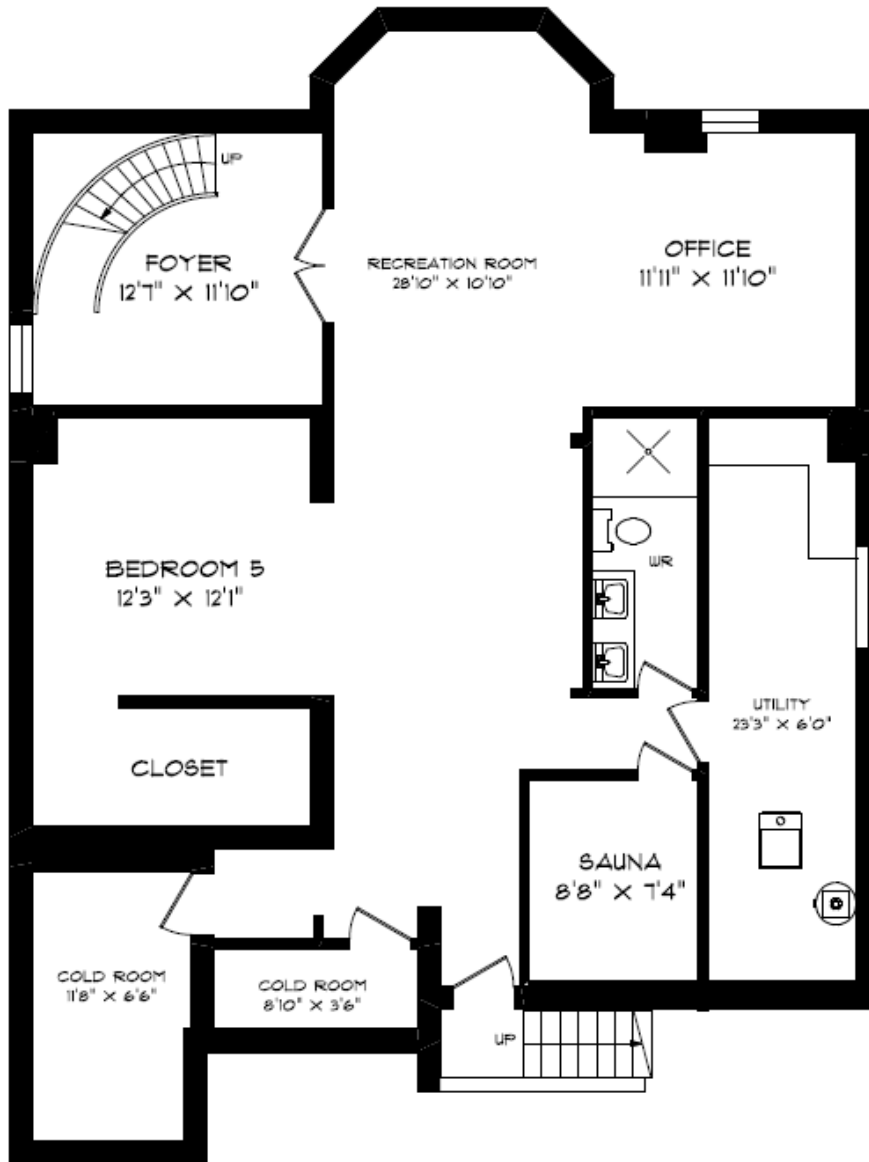 UP
FOYER
12'7" X 11'10"
RECREATION ROOM
28'10" X 10'10"
OFFICE
11'11" X 11'10"
BEDROOM 5
12'3" X 12'1"
WR
UTILITY
23'3" X 6'0"
CLOSET
SAUNA
8'8" X 7'4"
COLD ROOM
11'8" X 6'6"
COLD ROOM
8'10" X 3'6"
UP